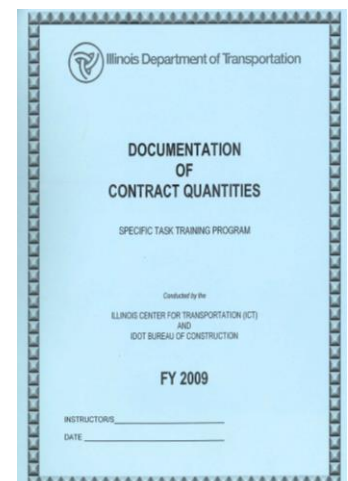 Illinois Department of Transportation
DOCUMENTATION
OF
CONTRACT QUANTITIES
SPECIFIC TASK TRAINING PROGRAM
Conducted by the
ILLINOIS CENTER FOR TRANSPORTATION (ICT)
AND
IDOT BUREAU OF CONSTRUCTION
FY 2009
INSTRUCTOR/S
DATE